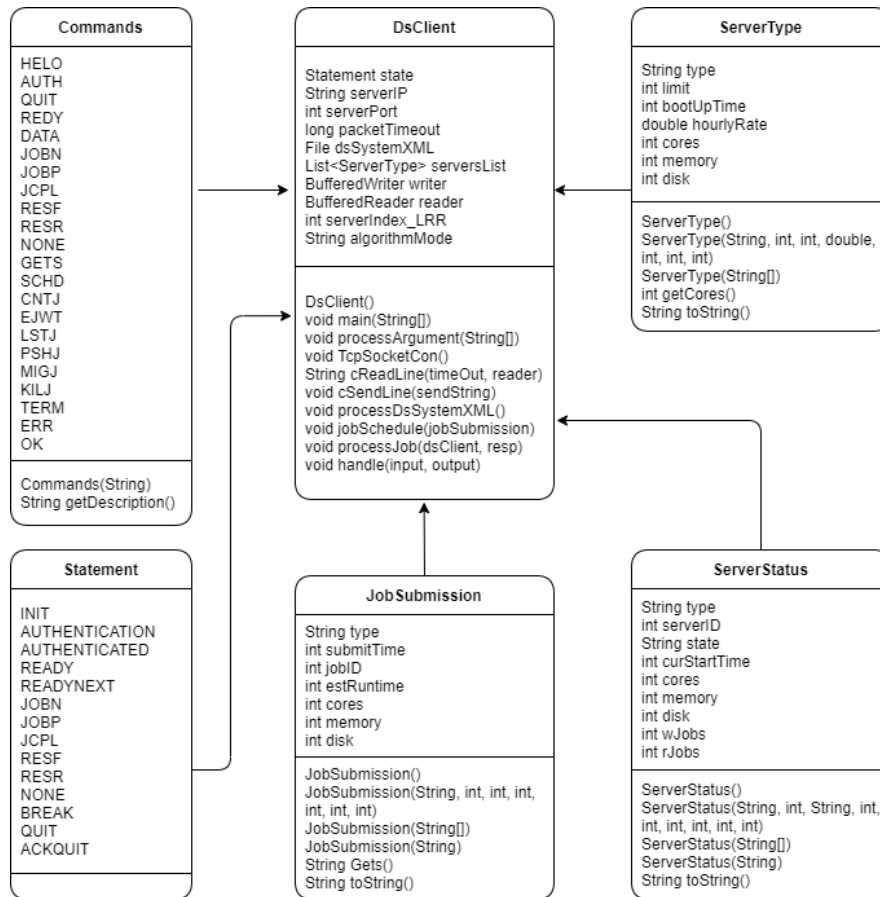 Commands
HELO
AUTH
QUIT
REDY
DATA
JOBN
JOBP
JCPL
RESF
RESR
NONE
GETS
SCHD
CNTJ
EJWT
LSTJ
PSHJ
MIGJ
KILJ
TERM
ERR
OK
Commands(String)
String getDescription()
DsClient
Statement state
String serverIP
int serverPort
long packetTimeout
File dsSystemXML
List<ServerType> serversList
BufferedWriter writer
BufferedReader reader
int serverIndex_LRR
String algorithmMode
DsClient()
void main(String[])
void processArgument(String[])
void TcpSocketCon()
String cReadLine(timeOut, reader)
void cSendLine(sendString)
void processDsSystemXML()
void jobSchedule(jobSubmission)
void processJob(dsClient, resp)
void handle(input, output)
ServerType
String type
int limit
int bootUpTime
double hourlyRate
int cores
int memory
int disk
ServerType()
ServerType(String, int, int, double,
int, int, int)
ServerType(String[])
int getCores()
String toString()
Statement
INIT
AUTHENTICATION
AUTHENTICATED
READY
READYNEXT
JOBN
JOBP
JCPL
RESF
RESR
NONE
BREAK
QUIT
ACKQUIT
JobSubmission
String type
int submitTime
int jobID
int estRuntime
int cores
int memory
int disk
JobSubmission()
JobSubmission(String, int, int, int,
int, int, int)
JobSubmission(String[])
JobSubmission(String)
String Gets()
String toString()
ServerStatus
String type
int serverID
String state
int curStartTime
int cores
int memory
int disk
int wJobs
int rJobs
ServerStatus()
ServerStatus(String, int, String, int,
int, int, int, int, int)
ServerStatus(String[])
ServerStatus(String)
String toString()